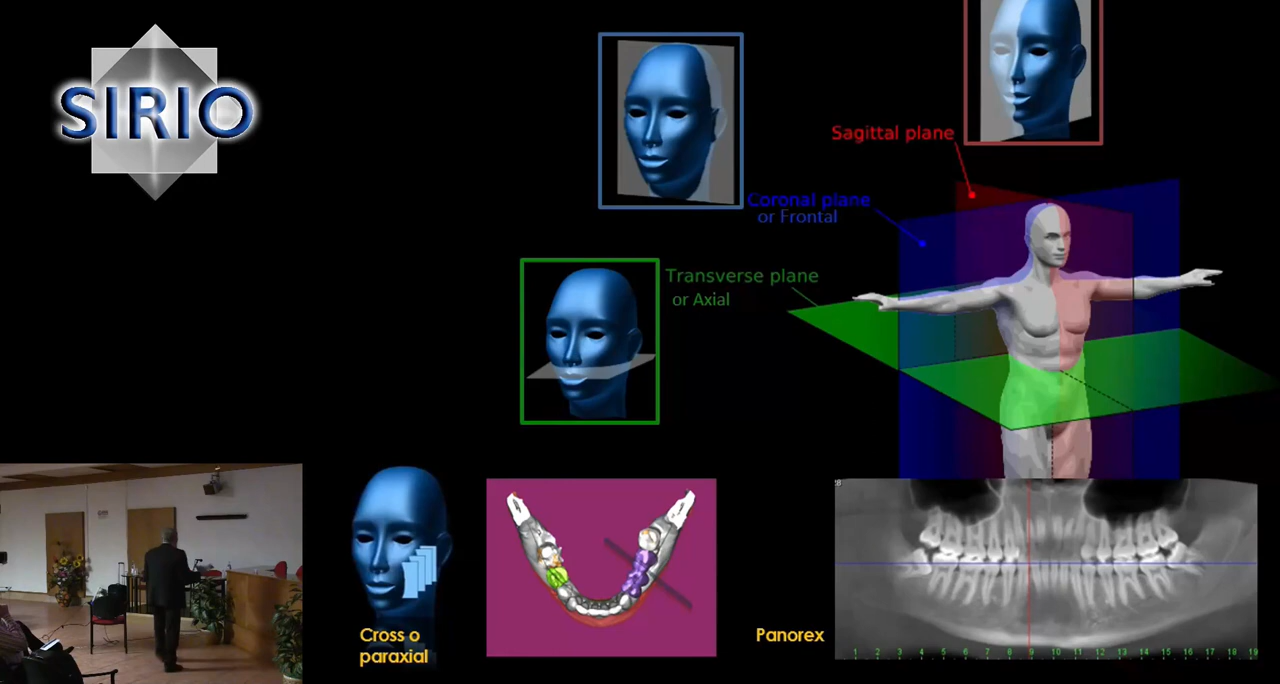 SIRIO
Sagittal plane
Coronal plane
or Frontal
Transverse plane
or Axial
Cross o
paraxial
Panorex
1 2 3 4 5 6 7 8 9 10 11 12 13 14 15 16 17 18 19